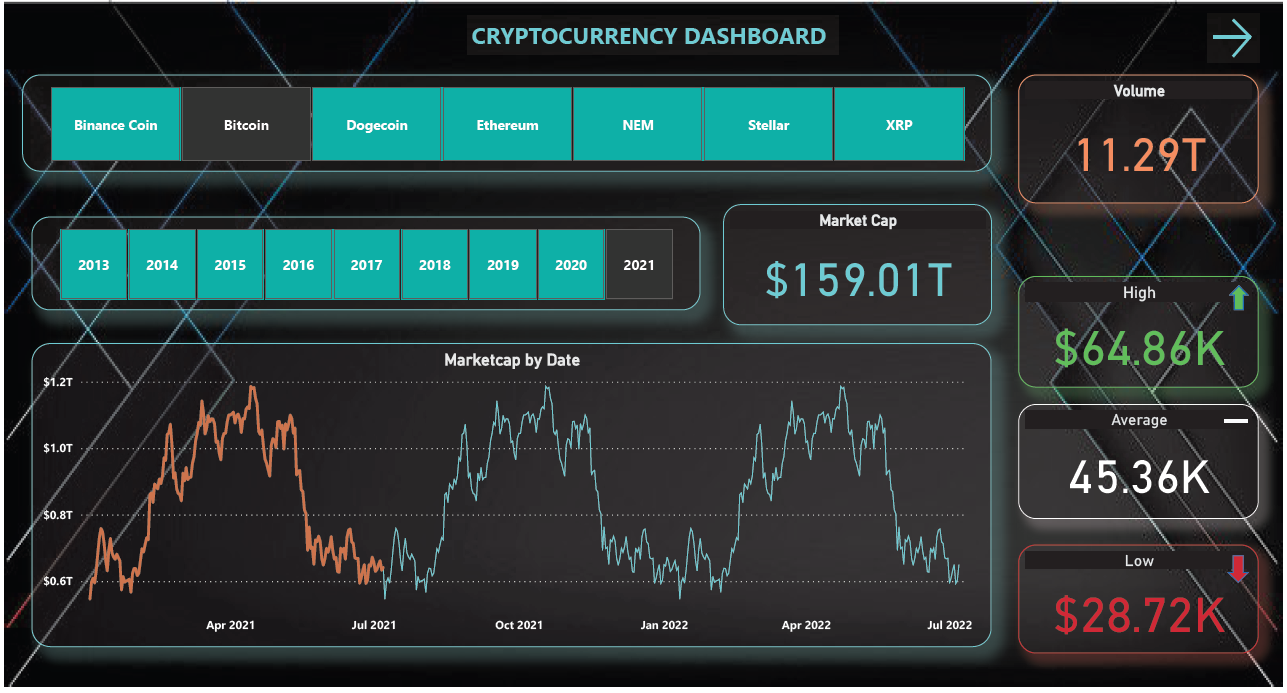 CRYPTOCURRENCY DASHBOARD
Binance Coin
Bitcoin
Dogecoin
Ethereum
NEM
Stellar
XRP
Volume
11.29T
2013
2014
2015
2016
2017
2018
2019
2020
2021
Market Cap
$159.01T
High
$64.86K
Marketcap by Date
$1.2T
$1.0T
$0.8T
$0.6T
Apr 2021
Jul 2021
Oct 2021
Jan 2022
Apr 2022
Jul 2022
Average
45.36K
Low
$28.72K